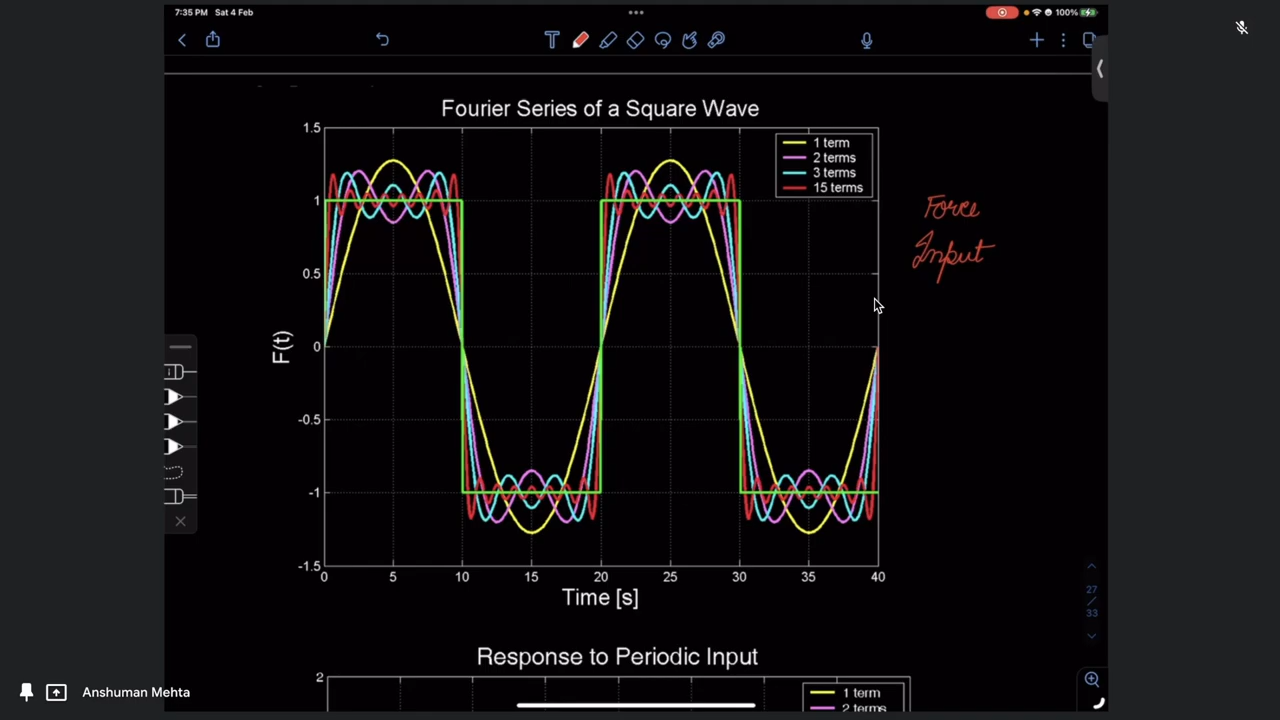 7:35 PM Sat 4 Feb
100%
Fourier Series of a Square Wave
1.5
1
0.5
0
-0.5
-1
-1.5
F(t)
1 term
2 terms
3 terms
15 terms
Force
Input
0 5 10 15 20 25 30 35 40
Time [s]
27
/
33
Response to Periodic Input
2
1 term
2 terms
Anshuman Mehta